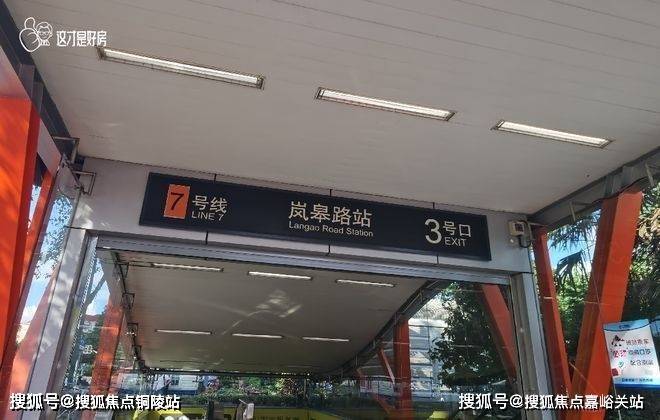 这才是好房
7号线
LINE 7
岚皋路站
Langao Road Station
3号口
EXIT
搜狐号@搜狐焦点铜陵站
搜狐号@搜狐焦点嘉峪关站